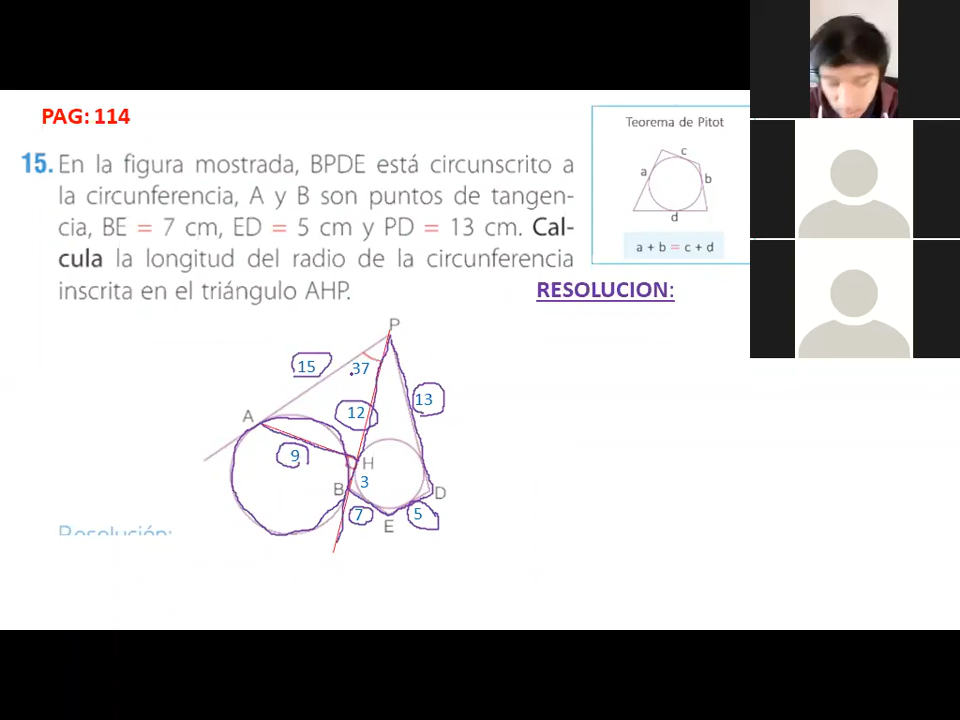 PAG: 114
15. En la figura mostrada, BPDE está circunscrito a
la circunferencia, A y B son puntos de tangen-
cia, BE = 7 cm, ED = 5 cm y PD = 13 cm. Cal-
cula la longitud del radio de la circunferencia
inscrita en el triángulo AHP.
Teorema de Pitot
c
a
b
d
a + b = c + d
RESOLUCION:
P
15
37
13
A
12
9
H
3
B
D
7
5
E
Resolución: